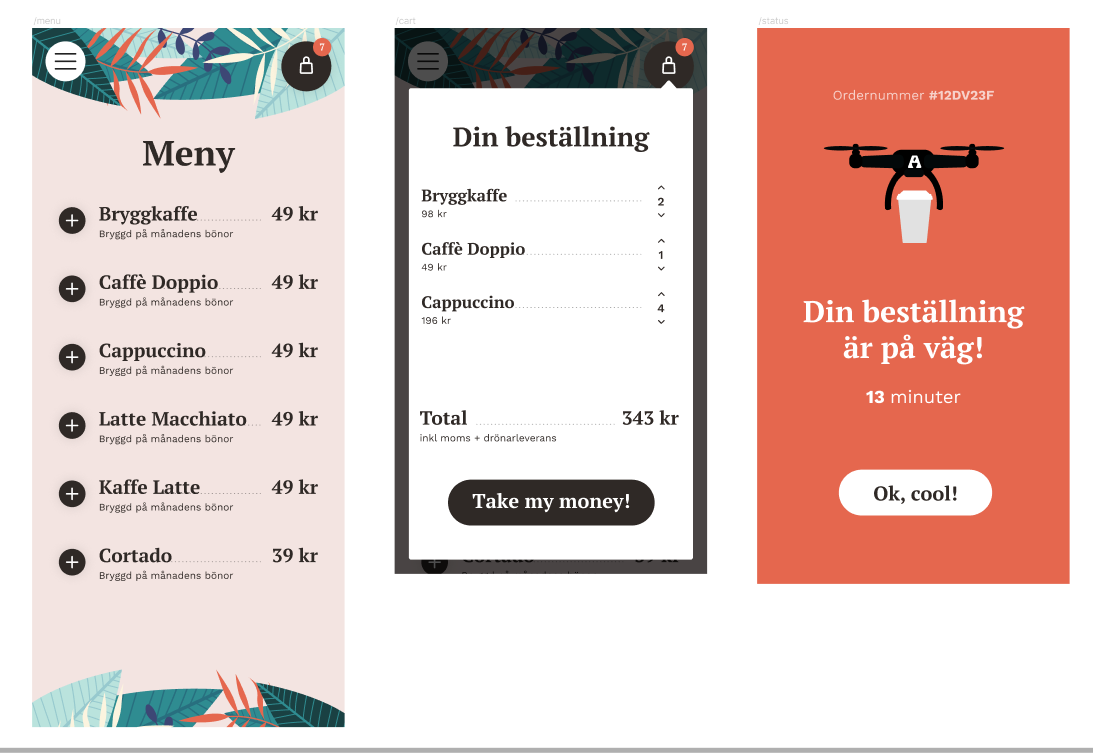 /menu
7
Meny
Bryggkaffe 49 kr
Bryggd på månadens bönor
Caffè Doppio 49 kr
Bryggd på månadens bönor
Cappuccino 49 kr
Bryggd på månadens bönor
Latte Macchiato 49 kr
Bryggd på månadens bönor
Kaffe Latte 49 kr
Bryggd på månadens bönor
Cortado 39 kr
Bryggd på månadens bönor
/cart
7
Din beställning
Bryggkaffe 2
98 kr
Caffè Doppio 1
49 kr
Cappuccino 4
196 kr
Total 343 kr
inkl moms + drönarleverans
Take my money!
Cortado 39 kr
/status
Ordernummer #12DV23F
A
Din beställning
är på väg!
13 minuter
Ok, cool!